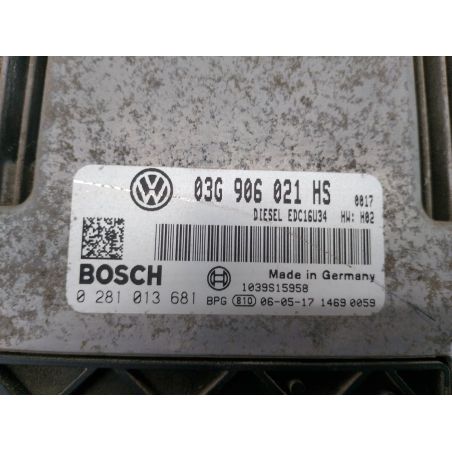 03G 906 021 HS 0017
DIESEL EDC16U34 HW: H02
BOSCH
Made in Germany
1039S15958
0 281 013 681 BPG 810 06-05-17 1469 0059